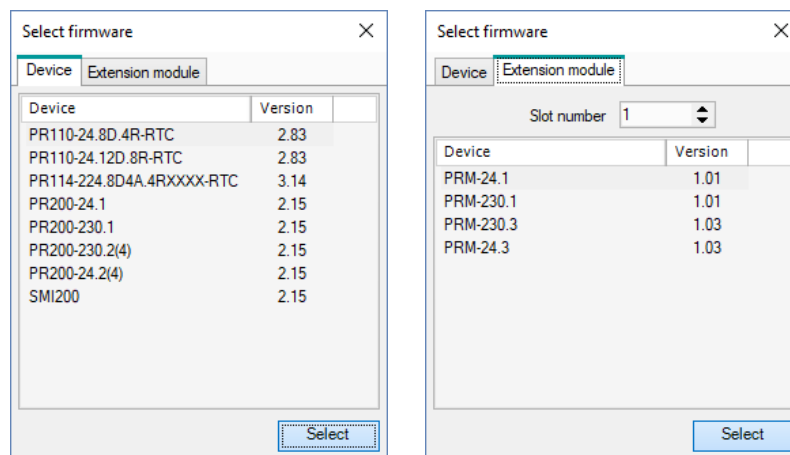 Select firmware
Device Extension module
Device Version
PR110-24.8D.4R-RTC 2.83
PR110-24.12D.8R-RTC 2.83
PR114-224.8D4A.4RXXXX-RTC 3.14
PR200-24.1 2.15
PR200-230.1 2.15
PR200-230.2(4) 2.15
PR200-24.2(4) 2.15
SMI200 2.15
Select
Select firmware
Device Extension module
Slot number 1
Device Version
PRM-24.1 1.01
PRM-230.1 1.01
PRM-230.3 1.03
PRM-24.3 1.03
Select